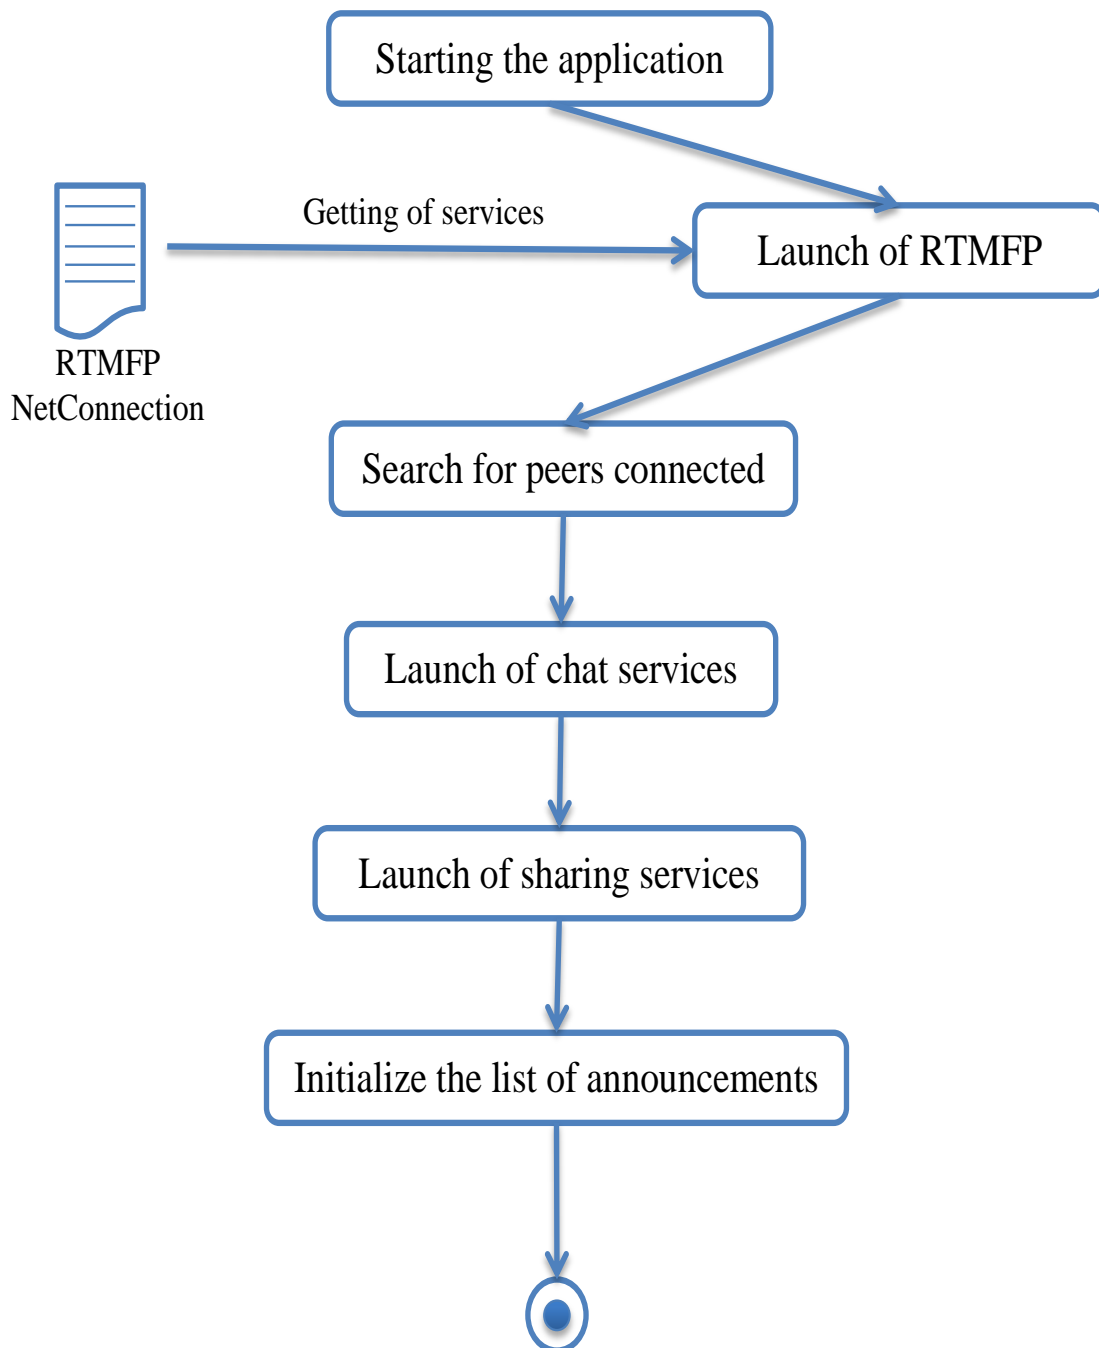 Starting the application
Getting of services
Launch of RTMFP
RTMFP
NetConnection
Search for peers connected
Launch of chat services
Launch of sharing services
Initialize the list of announcements